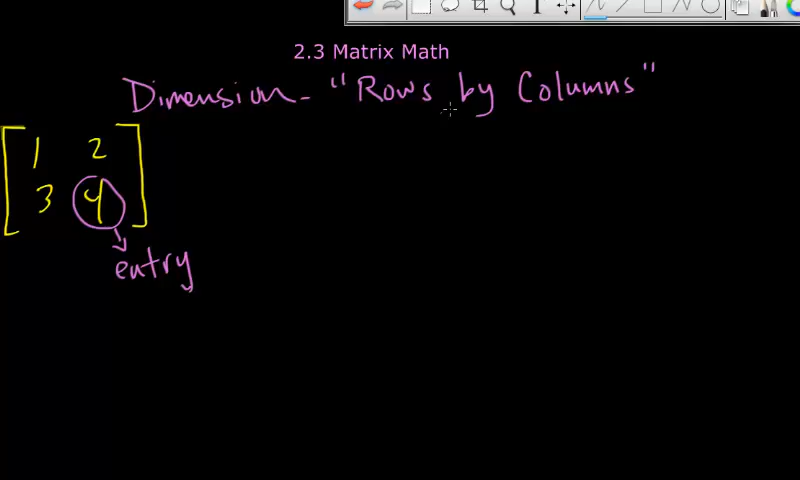 2.3 Matrix Math
Dimension - "Rows by Columns"
1 2
3 4
entry